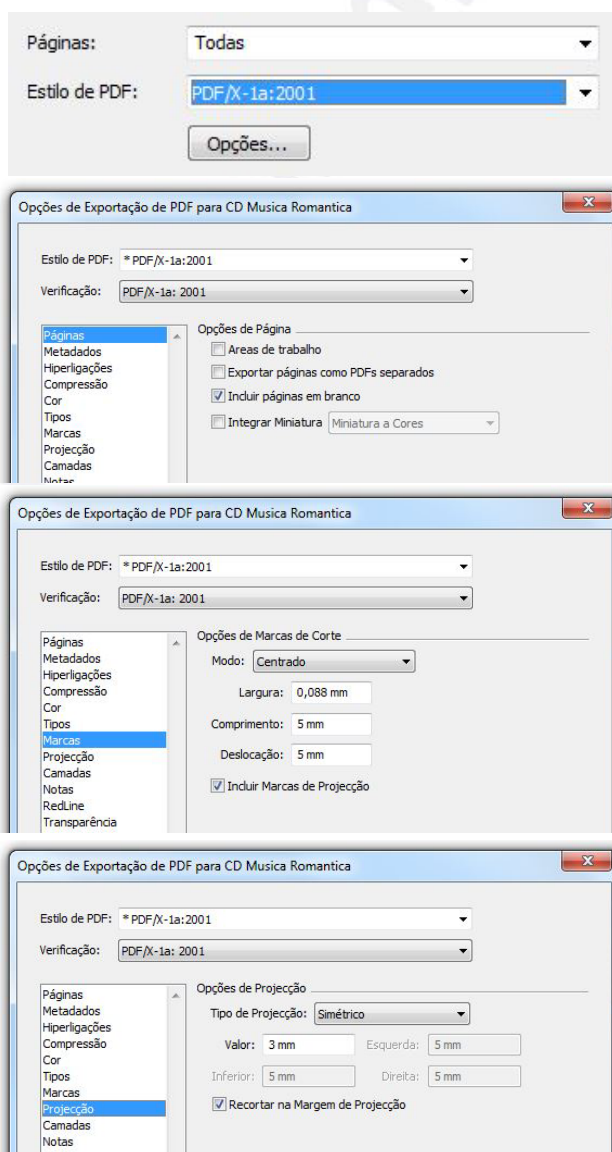 Páginas: Todas
Estilo de PDF: PDF/X-1a:2001
Opções...
Opções de Exportação de PDF para CD Musica Romantica
Estilo de PDF: * PDF/X-1a:2001
Verificação: PDF/X-1a: 2001
Páginas
Metadados
Hiperligações
Compressão
Cor
Tipos
Marcas
Projecção
Camadas
Notas
Opções de Página
Areas de trabalho
Exportar páginas como PDFs separados
Incluir páginas em branco
Integrar Miniatura Miniatura a Cores
Opções de Exportação de PDF para CD Musica Romantica
Estilo de PDF: * PDF/X-1a:2001
Verificação: PDF/X-1a: 2001
Páginas
Metadados
Hiperligações
Compressão
Cor
Tipos
Marcas
Projecção
Camadas
Notas
RedLine
Transparência
Opções de Marcas de Corte
Modo: Centrado
Largura: 0,088 mm
Comprimento: 5 mm
Deslocação: 5 mm
Incluir Marcas de Projecção
Opções de Exportação de PDF para CD Musica Romantica
Estilo de PDF: * PDF/X-1a:2001
Verificação: PDF/X-1a: 2001
Páginas
Metadados
Hiperligações
Compressão
Cor
Tipos
Marcas
Projecção
Camadas
Notas
Opções de Projecção
Tipo de Projecção: Simétrico
Valor: 3 mm Esquerda: 5 mm
Inferior: 5 mm Direita: 5 mm
Recortar na Margem de Projecção